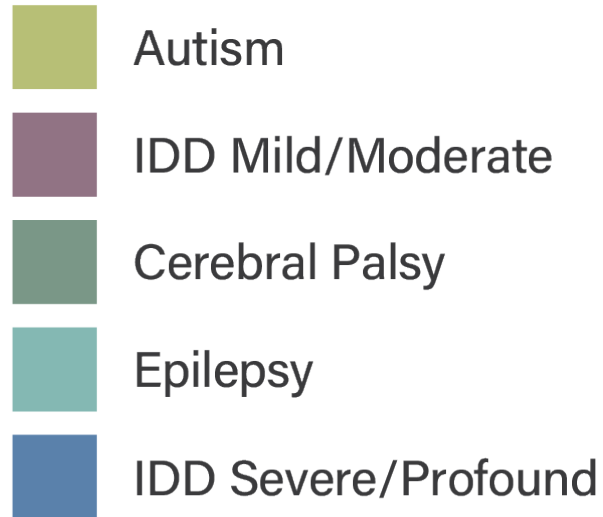 Autism
IDD Mild/Moderate
Cerebral Palsy
Epilepsy
IDD Severe/Profound